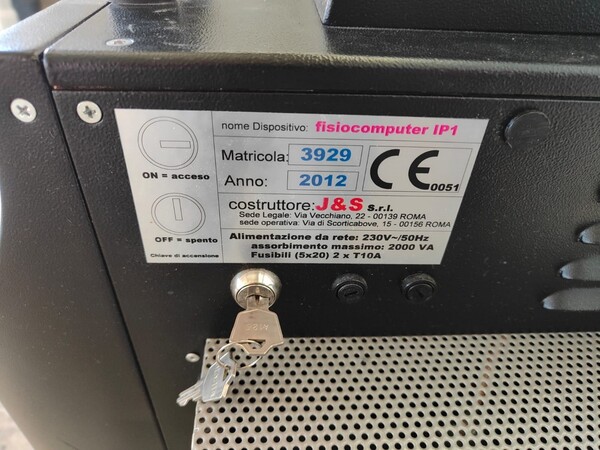 nome Dispositivo: fisiocomputer IP1
Matricola: 3929
Anno: 2012
CE 0051
ON = acceso
OFF = spento
Chiave di accensione
costruttore: J&S s.r.l.
Sede Legale: Via Vecchiano, 22 - 00139 ROMA
sede operativa: Via di Scorticabove, 15 - 00156 ROMA
Alimentazione da rete: 230V~/50Hz
assorbimento massimo: 2000 VA
Fusibili (5x20) 2 x T10A